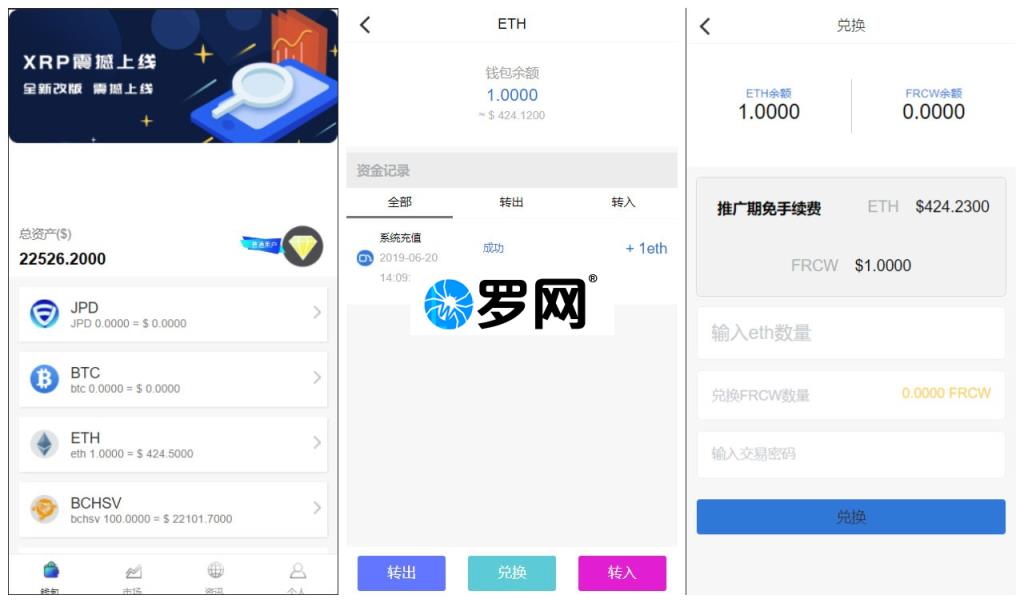 XRP震撼上线
全新改版 震撼上线
总资产($)
22526.2000
普通用户
JPD
JPD 0.0000 = $ 0.0000
BTC
btc 0.0000 = $ 0.0000
ETH
eth 1.0000 = $ 424.5000
BCHSV
bchsv 100.0000 = $ 22101.7000
钱包
市场
资讯
个人
ETH
钱包余额
1.0000
≈ $ 424.1200
资金记录
全部 转出 转入
系统充值
2019-06-20
14:09:
成功
+ 1eth
罗网®
转出 兑换 转入
兑换
ETH余额 FRCW余额
1.0000 0.0000
推广期免手续费 ETH $424.2300
FRCW $1.0000
输入eth数量
兑换FRCW数量 0.0000 FRCW
输入交易密码
兑换